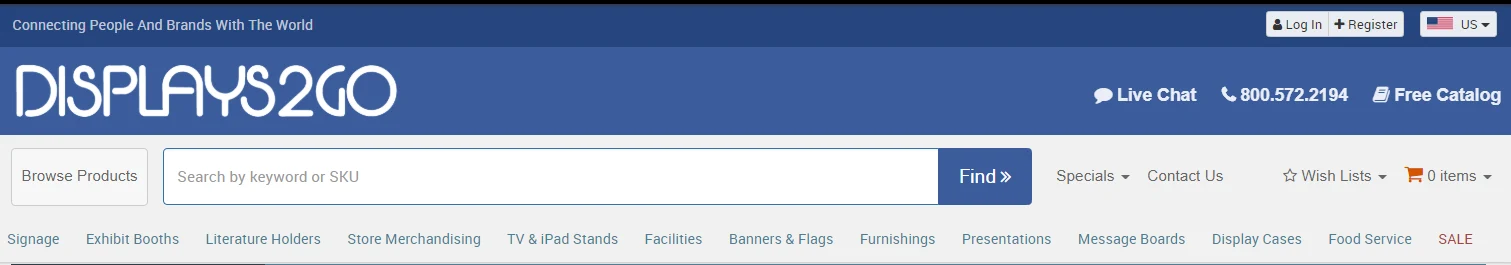 Connecting People And Brands With The World Log In Register US
DISPLAYS2GO
Live Chat 800.572.2194 Free Catalog
Browse Products Search by keyword or SKU Find » Specials Contact Us Wish Lists 0 items
Signage Exhibit Booths Literature Holders Store Merchandising TV & iPad Stands Facilities Banners & Flags Furnishings Presentations Message Boards Display Cases Food Service SALE